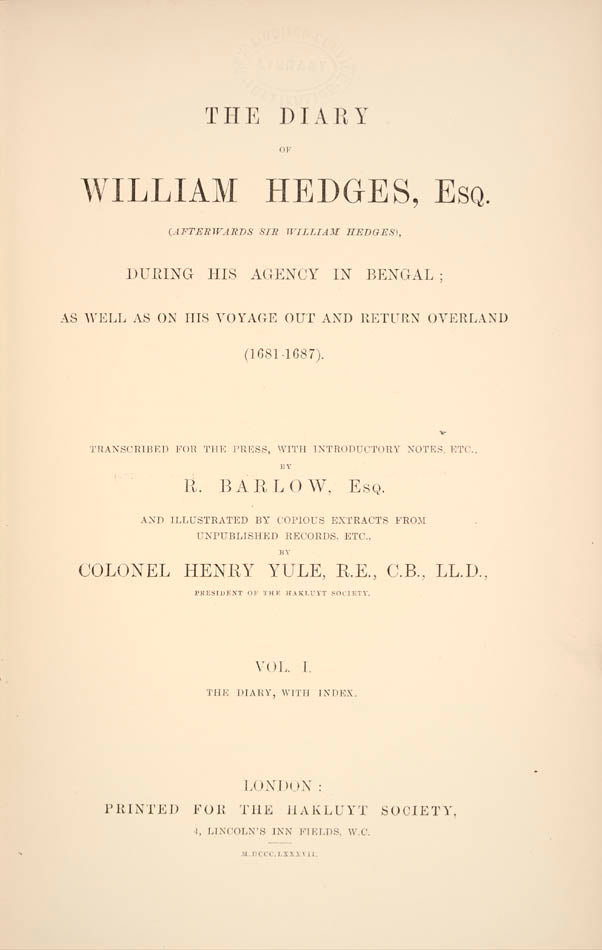 THE DIARY
OF
WILLIAM HEDGES, Esq.
(AFTERWARDS SIR WILLIAM HEDGES),
DURING HIS AGENCY IN BENGAL;
AS WELL AS ON HIS VOYAGE OUT AND RETURN OVERLAND
(1681-1687).
TRANSCRIBED FOR THE PRESS, WITH INTRODUCTORY NOTES, ETC.,
BY
R. BARLOW, Esq.
AND ILLUSTRATED BY COPIOUS EXTRACTS FROM
UNPUBLISHED RECORDS, ETC.,
BY
COLONEL HENRY YULE, R.E., C.B., LL.D.,
PRESIDENT OF THE HAKLUYT SOCIETY.
VOL. I.
THE DIARY, WITH INDEX.
LONDON:
PRINTED FOR THE HAKLUYT SOCIETY,
4, LINCOLN'S INN FIELDS, W.C.
M.DCCC.LXXXVII.